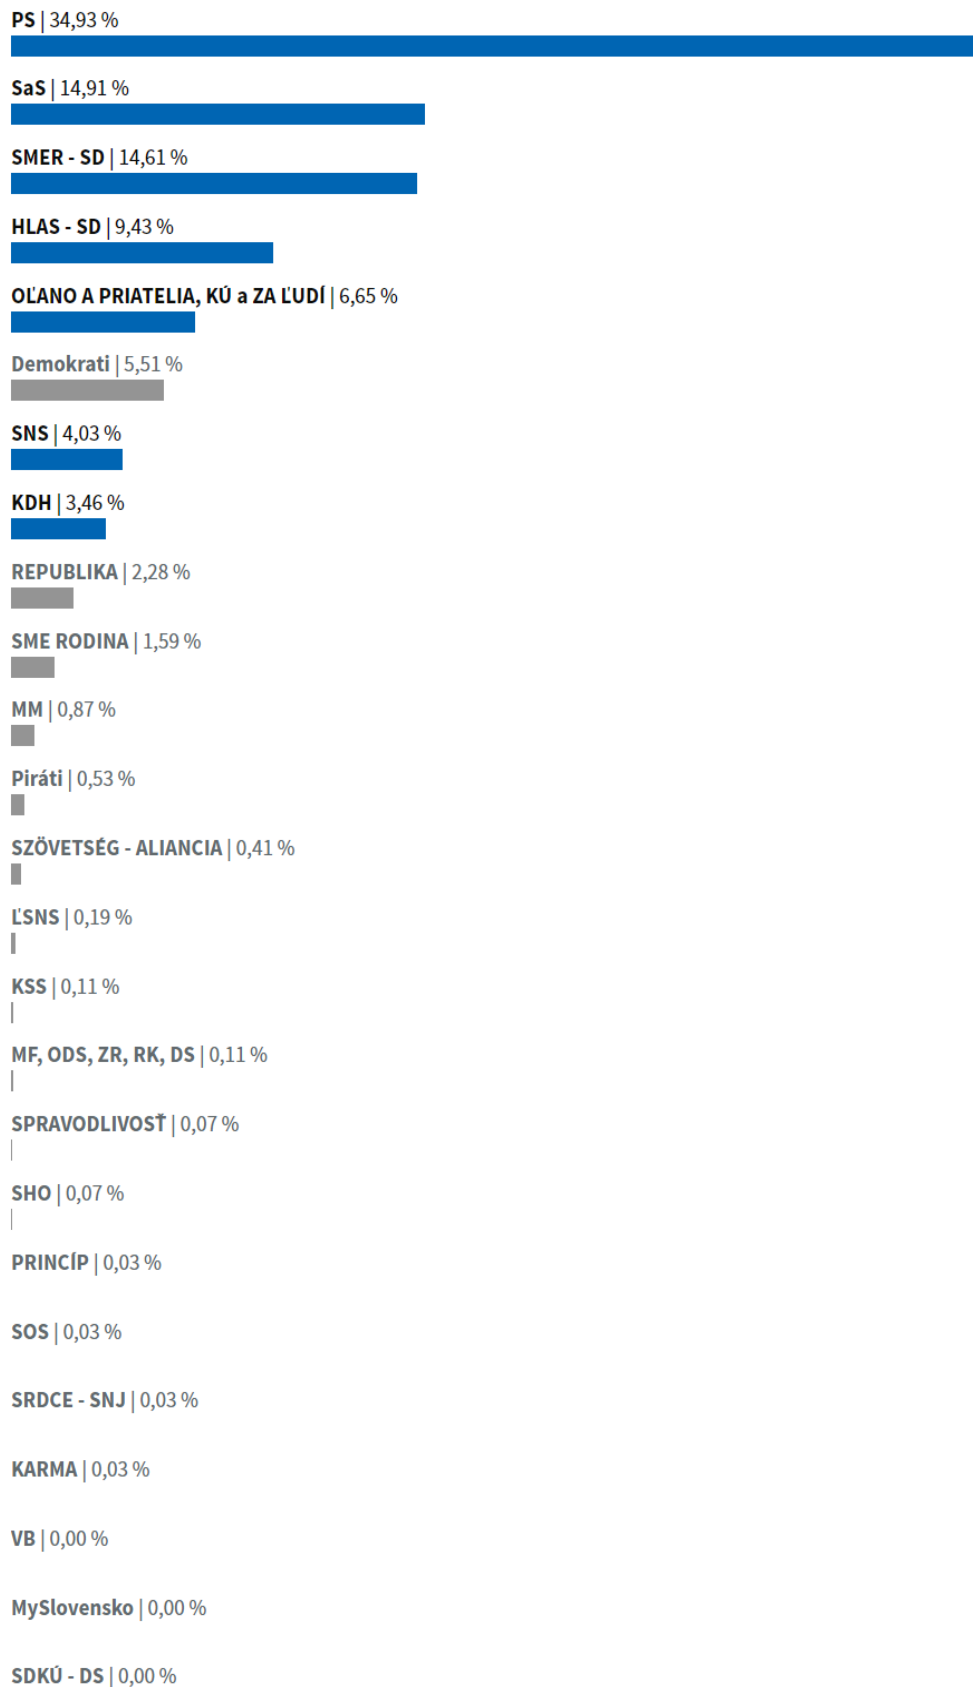 PS | 34,93 %
SaS | 14,91 %
SMER - SD | 14,61 %
HLAS - SD | 9,43 %
OĽANO A PRIATELIA, KÚ a ZA ĽUDÍ | 6,65 %
Demokrati | 5,51 %
SNS | 4,03 %
KDH | 3,46 %
REPUBLIKA | 2,28 %
SME RODINA | 1,59 %
MM | 0,87 %
Piráti | 0,53 %
SZÖVETSÉG - ALIANCIA | 0,41 %
ĽSNS | 0,19 %
KSS | 0,11 %
MF, ODS, ZR, RK, DS | 0,11 %
SPRAVODLIVOSŤ | 0,07 %
SHO | 0,07 %
PRINCÍP | 0,03 %
SOS | 0,03 %
SRDCE - SNJ | 0,03 %
KARMA | 0,03 %
VB | 0,00 %
MySlovensko | 0,00 %
SDKÚ - DS | 0,00 %